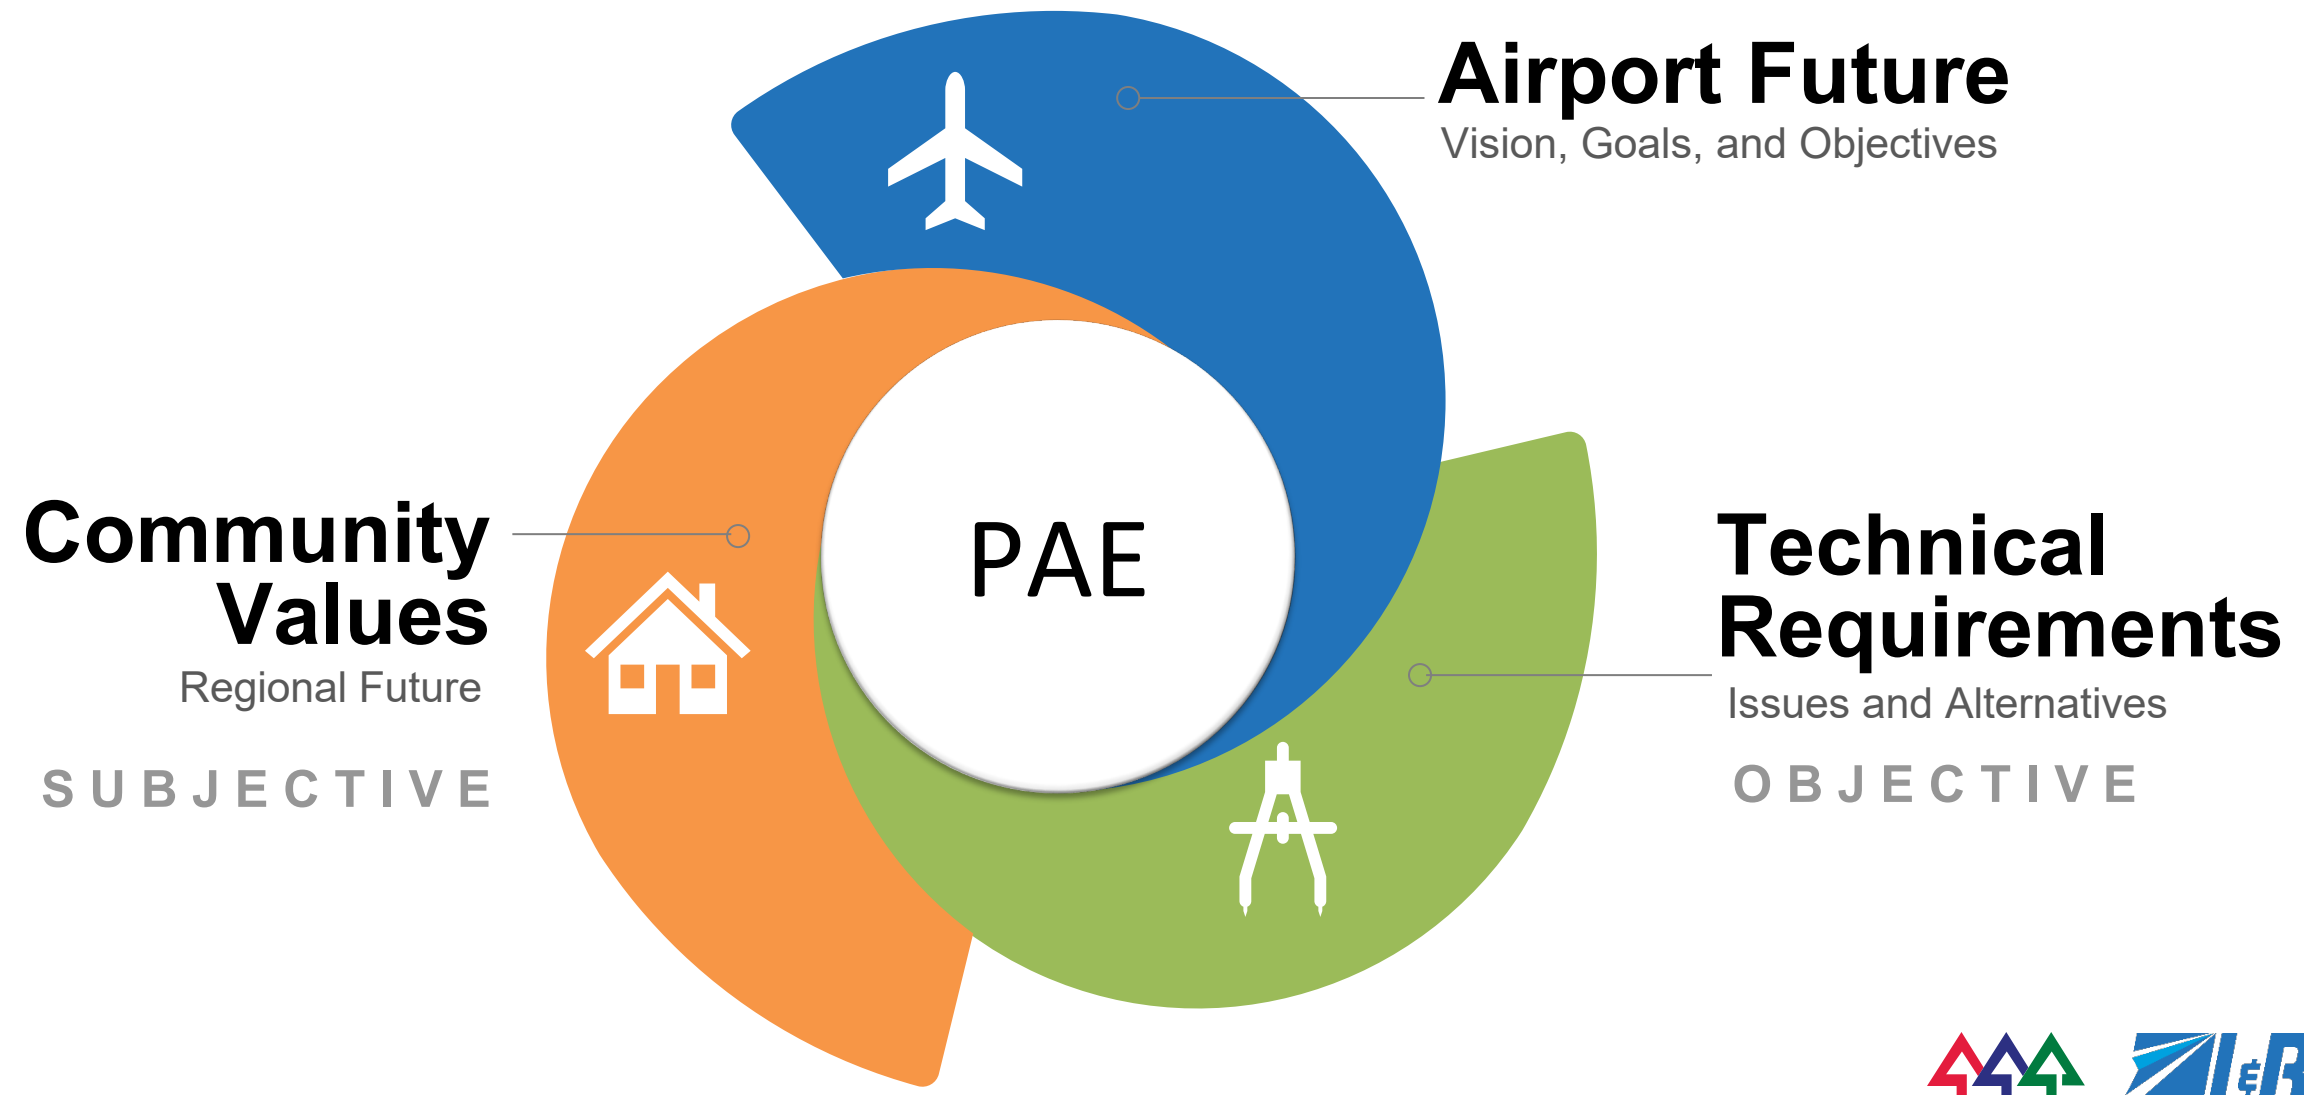 Airport Future
Vision, Goals, and Objectives
Community
Values
Regional Future
SUBJECTIVE
PAE
Technical
Requirements
Issues and Alternatives
OBJECTIVE